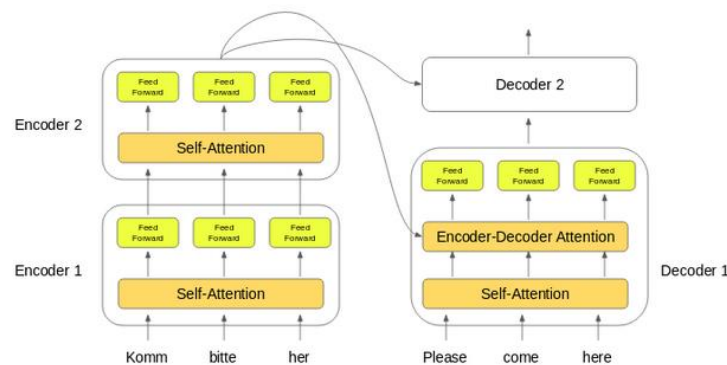 Encoder 2
Feed
Forward
Feed
Forward
Feed
Forward
Self-Attention
Encoder 1
Feed
Forward
Feed
Forward
Feed
Forward
Self-Attention
Komm bitte her
Decoder 2
Feed
Forward
Feed
Forward
Feed
Forward
Encoder-Decoder Attention
Self-Attention
Decoder 1
Please come here